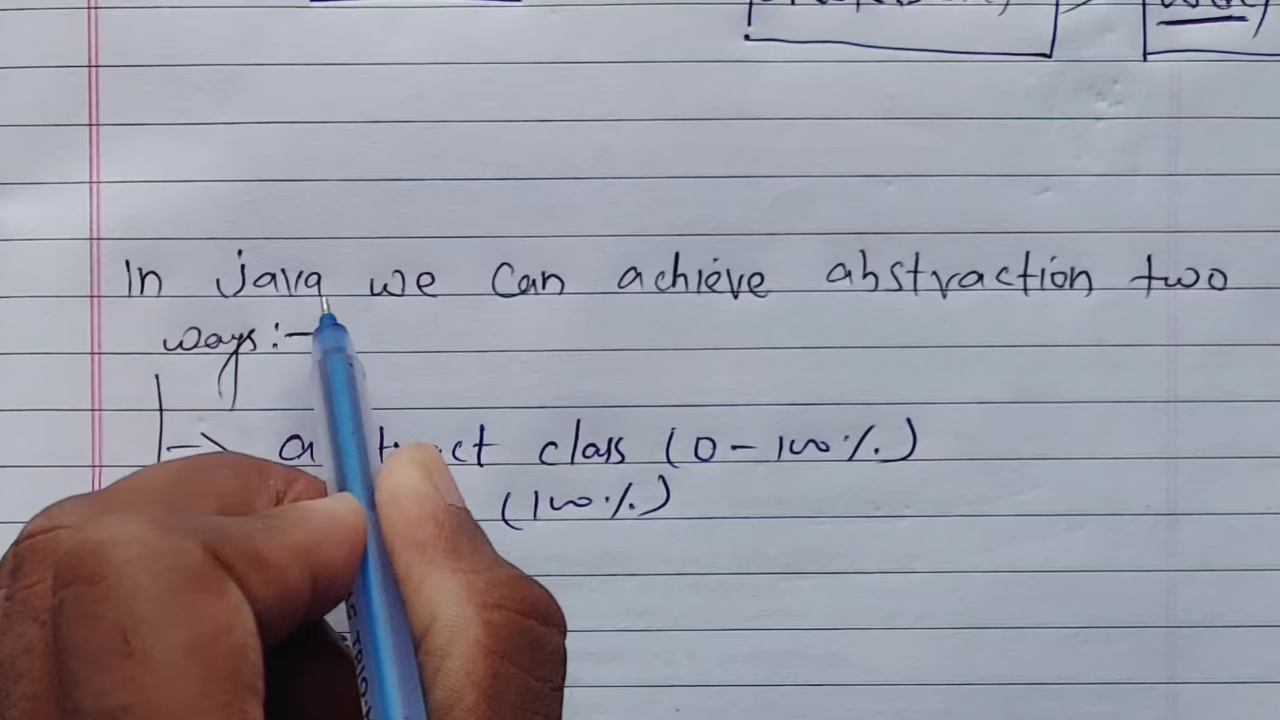 In java we can achieve abstraction two
ways:-
→ class (0-100%)
(100%)